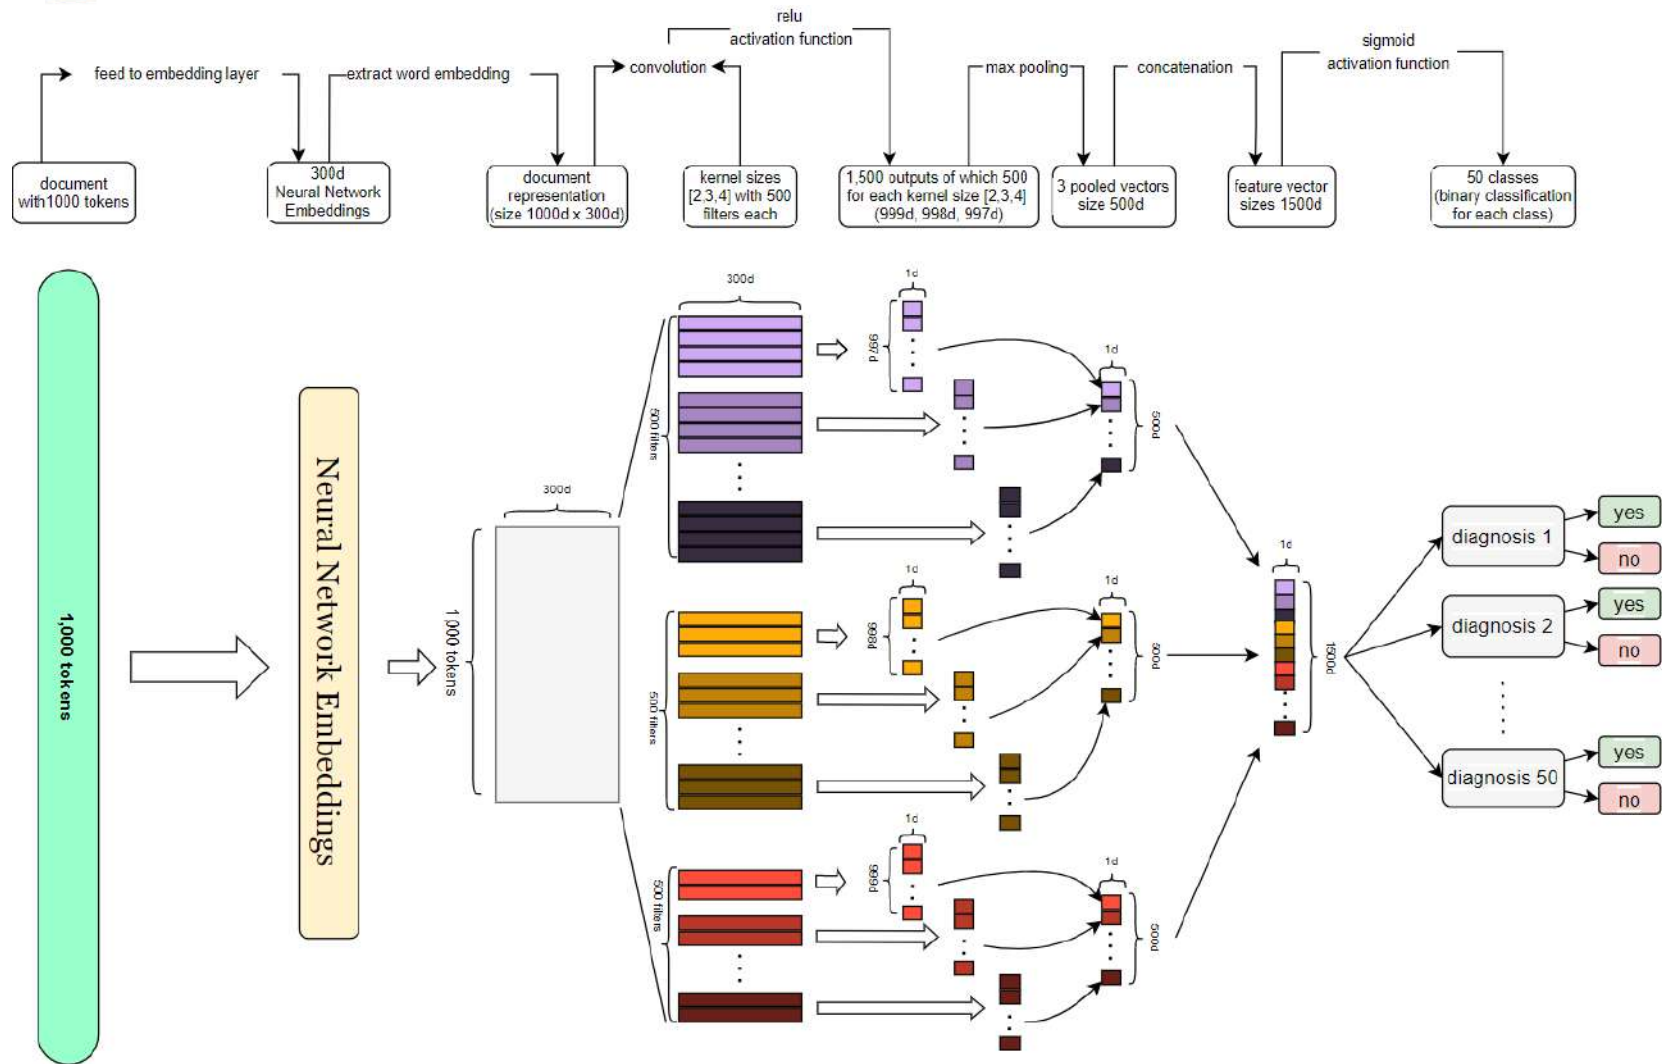 relu
activation function
feed to embedding layer
extract word embedding
convolution
max pooling
concatenation
sigmoid
activation function
document
with1000 tokens
300d
Neural Network
Embeddings
document
representation
(size 1000d x 300d)
kernel sizes
[2,3,4] with 500
filters each
1,500 outputs of which 500
for each kernel size [2,3,4]
(999d, 998d, 997d)
3 pooled vectors
size 500d
feature vector
sizes 1500d
50 classes
(binary classification
for each class)
1,000 tokens
Neural Network Embeddings
300d
1,000 tokens
300d
500 filters
1d
997d
1d
500d
500 filters
1d
998d
1d
500d
500 filters
1d
999d
1d
500d
1d
1500d
diagnosis 1
yes
no
diagnosis 2
yes
no
diagnosis 50
yes
no